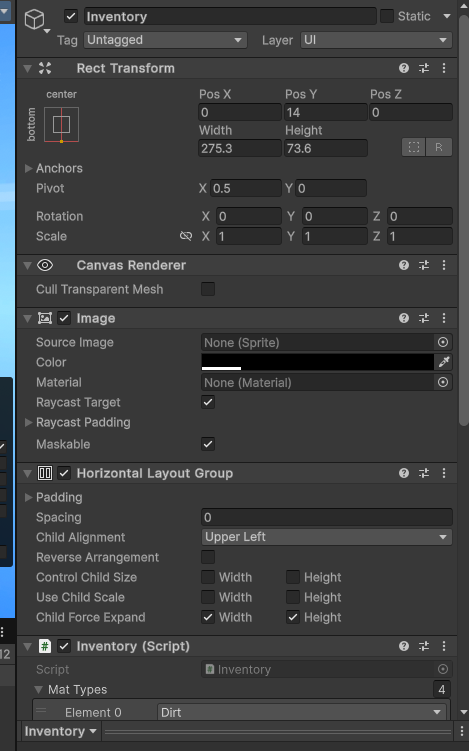 Inventory Static
Tag Untagged Layer UI
Rect Transform
center Pos X Pos Y Pos Z
bottom 0 14 0
Width Height
275.3 73.6 R
Anchors
Pivot X 0.5 Y 0
Rotation X 0 Y 0 Z 0
Scale X 1 Y 1 Z 1
Canvas Renderer
Cull Transparent Mesh
Image
Source Image None (Sprite)
Color
Material None (Material)
Raycast Target
Raycast Padding
Maskable
Horizontal Layout Group
Padding
Spacing 0
Child Alignment Upper Left
Reverse Arrangement
Control Child Size Width Height
Use Child Scale Width Height
Child Force Expand Width Height
# Inventory (Script)
Script # Inventory
Mat Types 4
Element 0 Dirt
Inventory